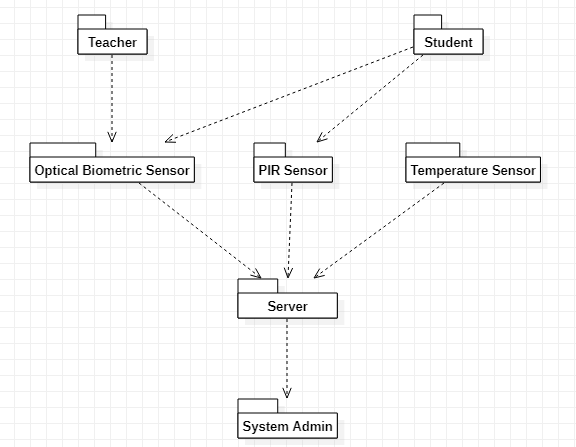 Teacher
Student
Optical Biometric Sensor
PIR Sensor
Temperature Sensor
Server
System Admin